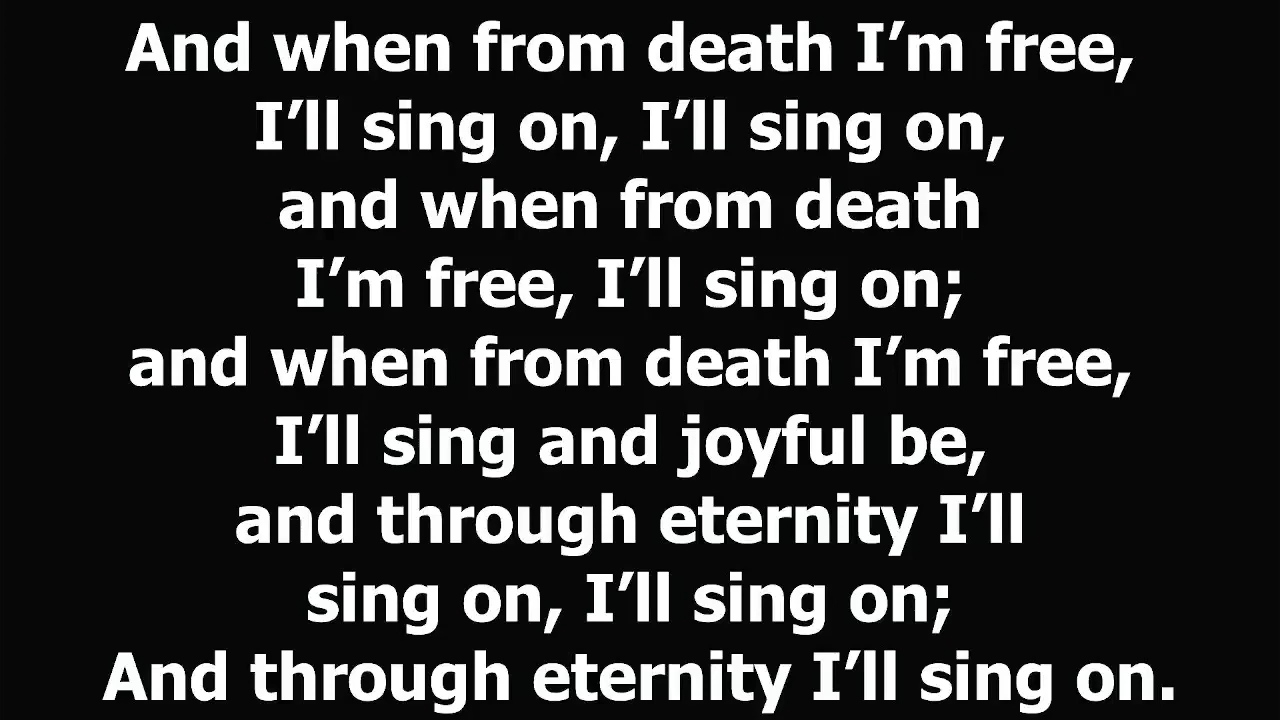 And when from death I’m free,
I’ll sing on, I’ll sing on,
and when from death
I’m free, I’ll sing on;
and when from death I’m free,
I’ll sing and joyful be,
and through eternity I’ll
sing on, I’ll sing on;
And through eternity I’ll sing on.